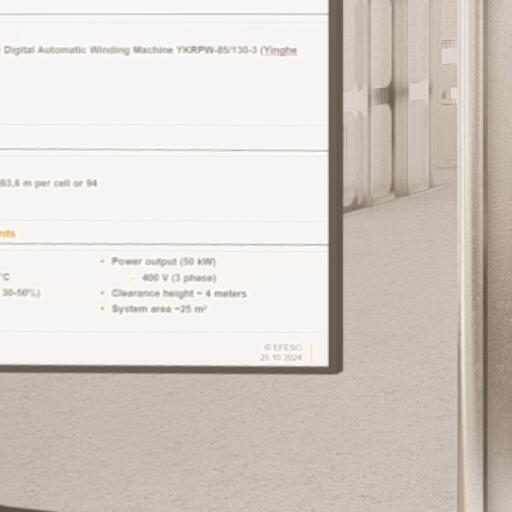 Digital Automatic Winding Machine YKRPW-85/130-3 (Yinghe
63,6 m per cell or 94
nts
°C
30-50%)
• Power output (50 kW)
– 400 V (3 phase)
• Clearance height ~ 4 meters
• System area ~25 m²
© EFESO
25.10.2024